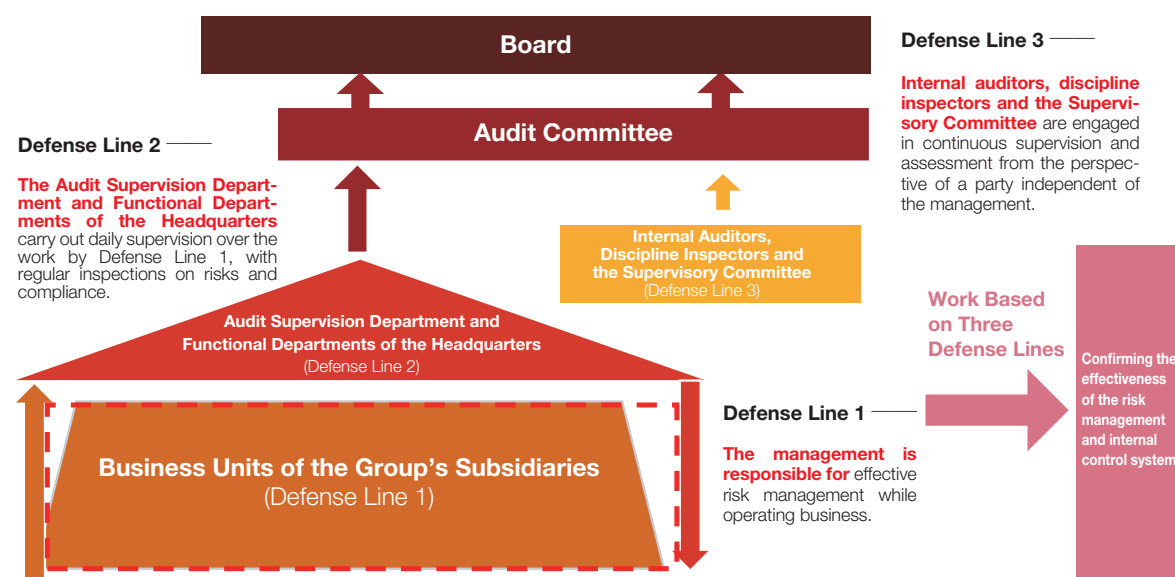 Board
Audit Committee
Defense Line 2
The Audit Supervision Depart-
ment and Functional Depart-
ments of the Headquarters
carry out daily supervision over the
work by Defense Line 1, with
regular inspections on risks and
compliance.
Defense Line 3
Internal auditors, discipline
inspectors and the Supervi-
sory Committee are engaged
in continuous supervision and
assessment from the perspec-
tive of a party independent of
the management.
Internal Auditors,
Discipline Inspectors and
the Supervisory Committee
(Defense Line 3)
Audit Supervision Department and
Functional Departments of the Headquarters
(Defense Line 2)
Business Units of the Group's Subsidiaries
(Defense Line 1)
Defense Line 1
The management is
responsible for effective
risk management while
operating business.
Work Based
on Three
Defense Lines
Confirming the
effectiveness
of the risk
management
and internal
control system